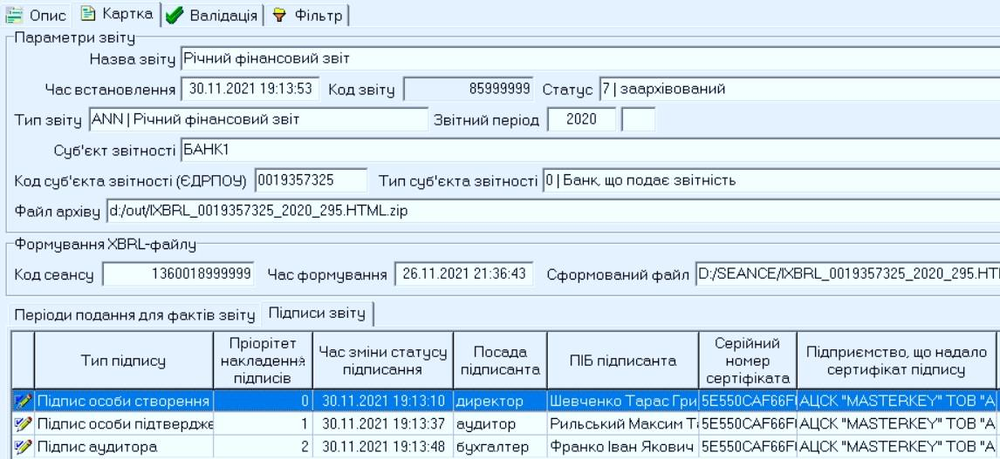 Опис Картка Валідація Фільтр
Параметри звіту
Назва звіту Річний фінансовий звіт
Час встановлення 30.11.2021 19:13:53 Код звіту 85999999 Статус 7 | заархівований
Тип звіту ANN | Річний фінансовий звіт Звітний період 2020
Суб'єкт звітності БАНК1
Код суб'єкта звітності (ЄДРПОУ) 0019357325 Тип суб'єкта звітності 0 | Банк, що подає звітність
Файл архіву d:/out/IXBRL_0019357325_2020_295.HTML.zip
Формування XBRL-файлу
Код сеансу 1360018999999 Час формування 26.11.2021 21:36:43 Сформований файл D:/SEANCE/IXBRL_0019357325_2020_295.HT
Періоди подання для фактів звіту Підписи звіту
Тип підпису
Пріорітет накладення підписів
Час зміни статусу підписання
Посада підписанта
ПІБ підписанта
Серійний номер сертіфіката
Підприємство, що надало сертифікат підпису
Підпис особи створення 0 30.11.2021 19:13:10 директор Шевченко Тарас Гри 5E550CAF66F АЦСК "MASTERKEY" ТОВ "А
Підпис особи підтвердже 1 30.11.2021 19:13:37 аудитор Рильський Максим Т 5E550CAF66F АЦСК "MASTERKEY" ТОВ "А
Підпис аудитора 2 30.11.2021 19:13:48 бухгалтер Франко Іван Якович 5E550CAF66F АЦСК "MASTERKEY" ТОВ "А